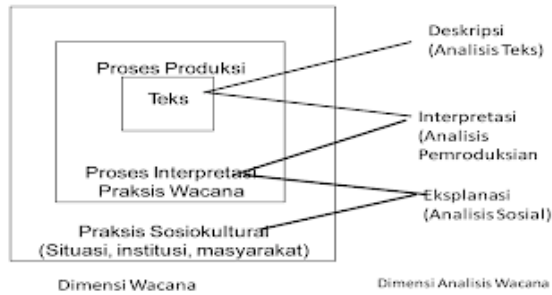 Proses Produksi
Teks
Proses Interpretasi
Praksis Wacana
Praksis Sosiokultural
(Situasi, institusi, masyarakat)
Dimensi Wacana
Deskripsi
(Analisis Teks)
Interpretasi
(Analisis
Pemroduksian
Eksplanasi
(Analisis Sosial)
Dimensi Analisis Wacana